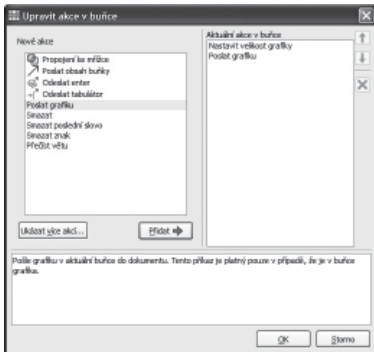 Upravit akce v buňce
Nové akce
Propojení ke mřížce
Poslat obsah buňky
Odeslat enter
Odeslat tabulátor
Poslat grafiku
Smazat
Smazat poslední slovo
Smazat znak
Přečíst větu
Ukázat více akcí...
Přidat
Aktuální akce v buňce
Nastavit velikost grafiky
Poslat grafiku
Pošle grafiku v aktuální buňce do dokumentu. Tento příkaz je platný pouze v případě, že je v buňce
grafika.
OK
Storno